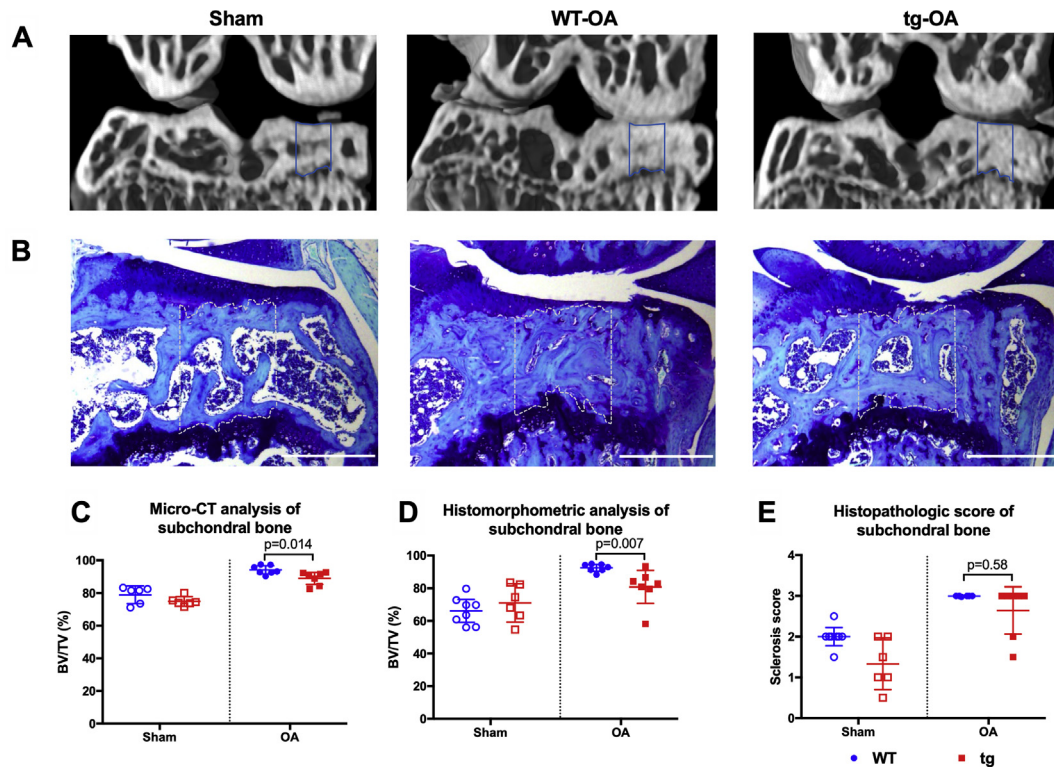 Sham
WT-OA
tg-OA
A
B
C
Micro-CT analysis of
subchondral bone
p=0.014
BV/TV (%)
100
80
60
40
20
0
Sham
OA
D
Histomorphometric analysis of
subchondral bone
p=0.007
BV/TV (%)
100
80
60
40
20
0
Sham
OA
E
Histopathologic score of
subchondral bone
p=0.58
Sclerosis score
4
3
2
1
0
Sham
OA
WT
tg